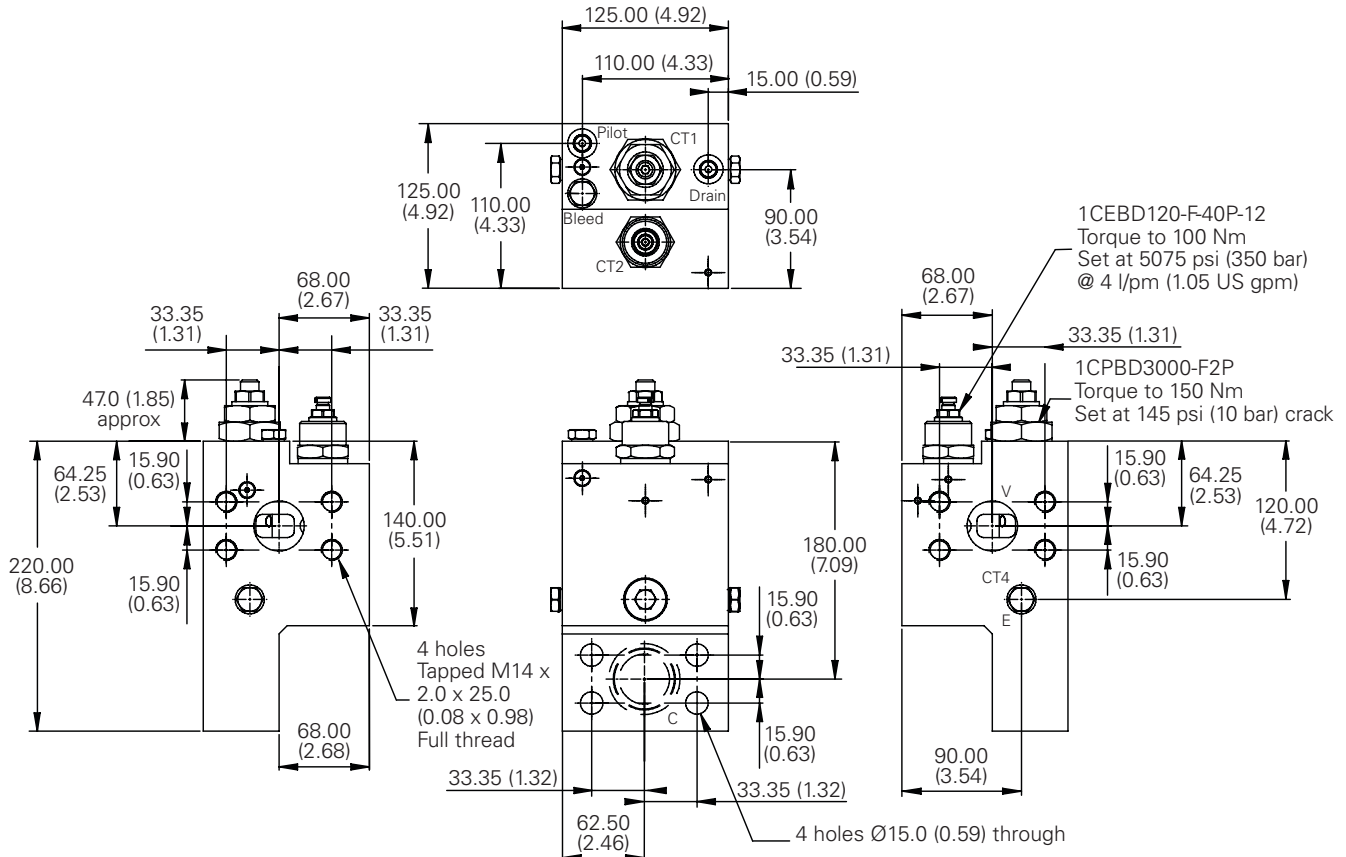 125.00 (4.92)
110.00 (4.33)
15.00 (0.59)
Pilot
CT1
125.00
(4.92)
110.00
(4.33)
Drain
Bleed
90.00
(3.54)
CT2
1CEBD120-F-40P-12
Torque to 100 Nm
Set at 5075 psi (350 bar)
@ 4 l/pm (1.05 US gpm)
68.00
(2.67)
33.35
(1.31)
33.35
(1.31)
47.0 (1.85)
approx
15.90
(0.63)
64.25
(2.53)
140.00
(5.51)
220.00
(8.66)
15.90
(0.63)
4 holes
Tapped M14 x
2.0 x 25.0
(0.08 x 0.98)
Full thread
68.00
(2.68)
180.00
(7.09)
15.90
(0.63)
C
15.90
(0.63)
33.35 (1.32)
33.35 (1.32)
62.50
(2.46)
4 holes Ø15.0 (0.59) through
68.00
(2.67)
33.35 (1.31)
33.35 (1.31)
1CPBD3000-F2P
Torque to 150 Nm
Set at 145 psi (10 bar) crack
V
15.90
(0.63)
64.25
(2.53)
120.00
(4.72)
15.90
(0.63)
CT4
E
90.00
(3.54)